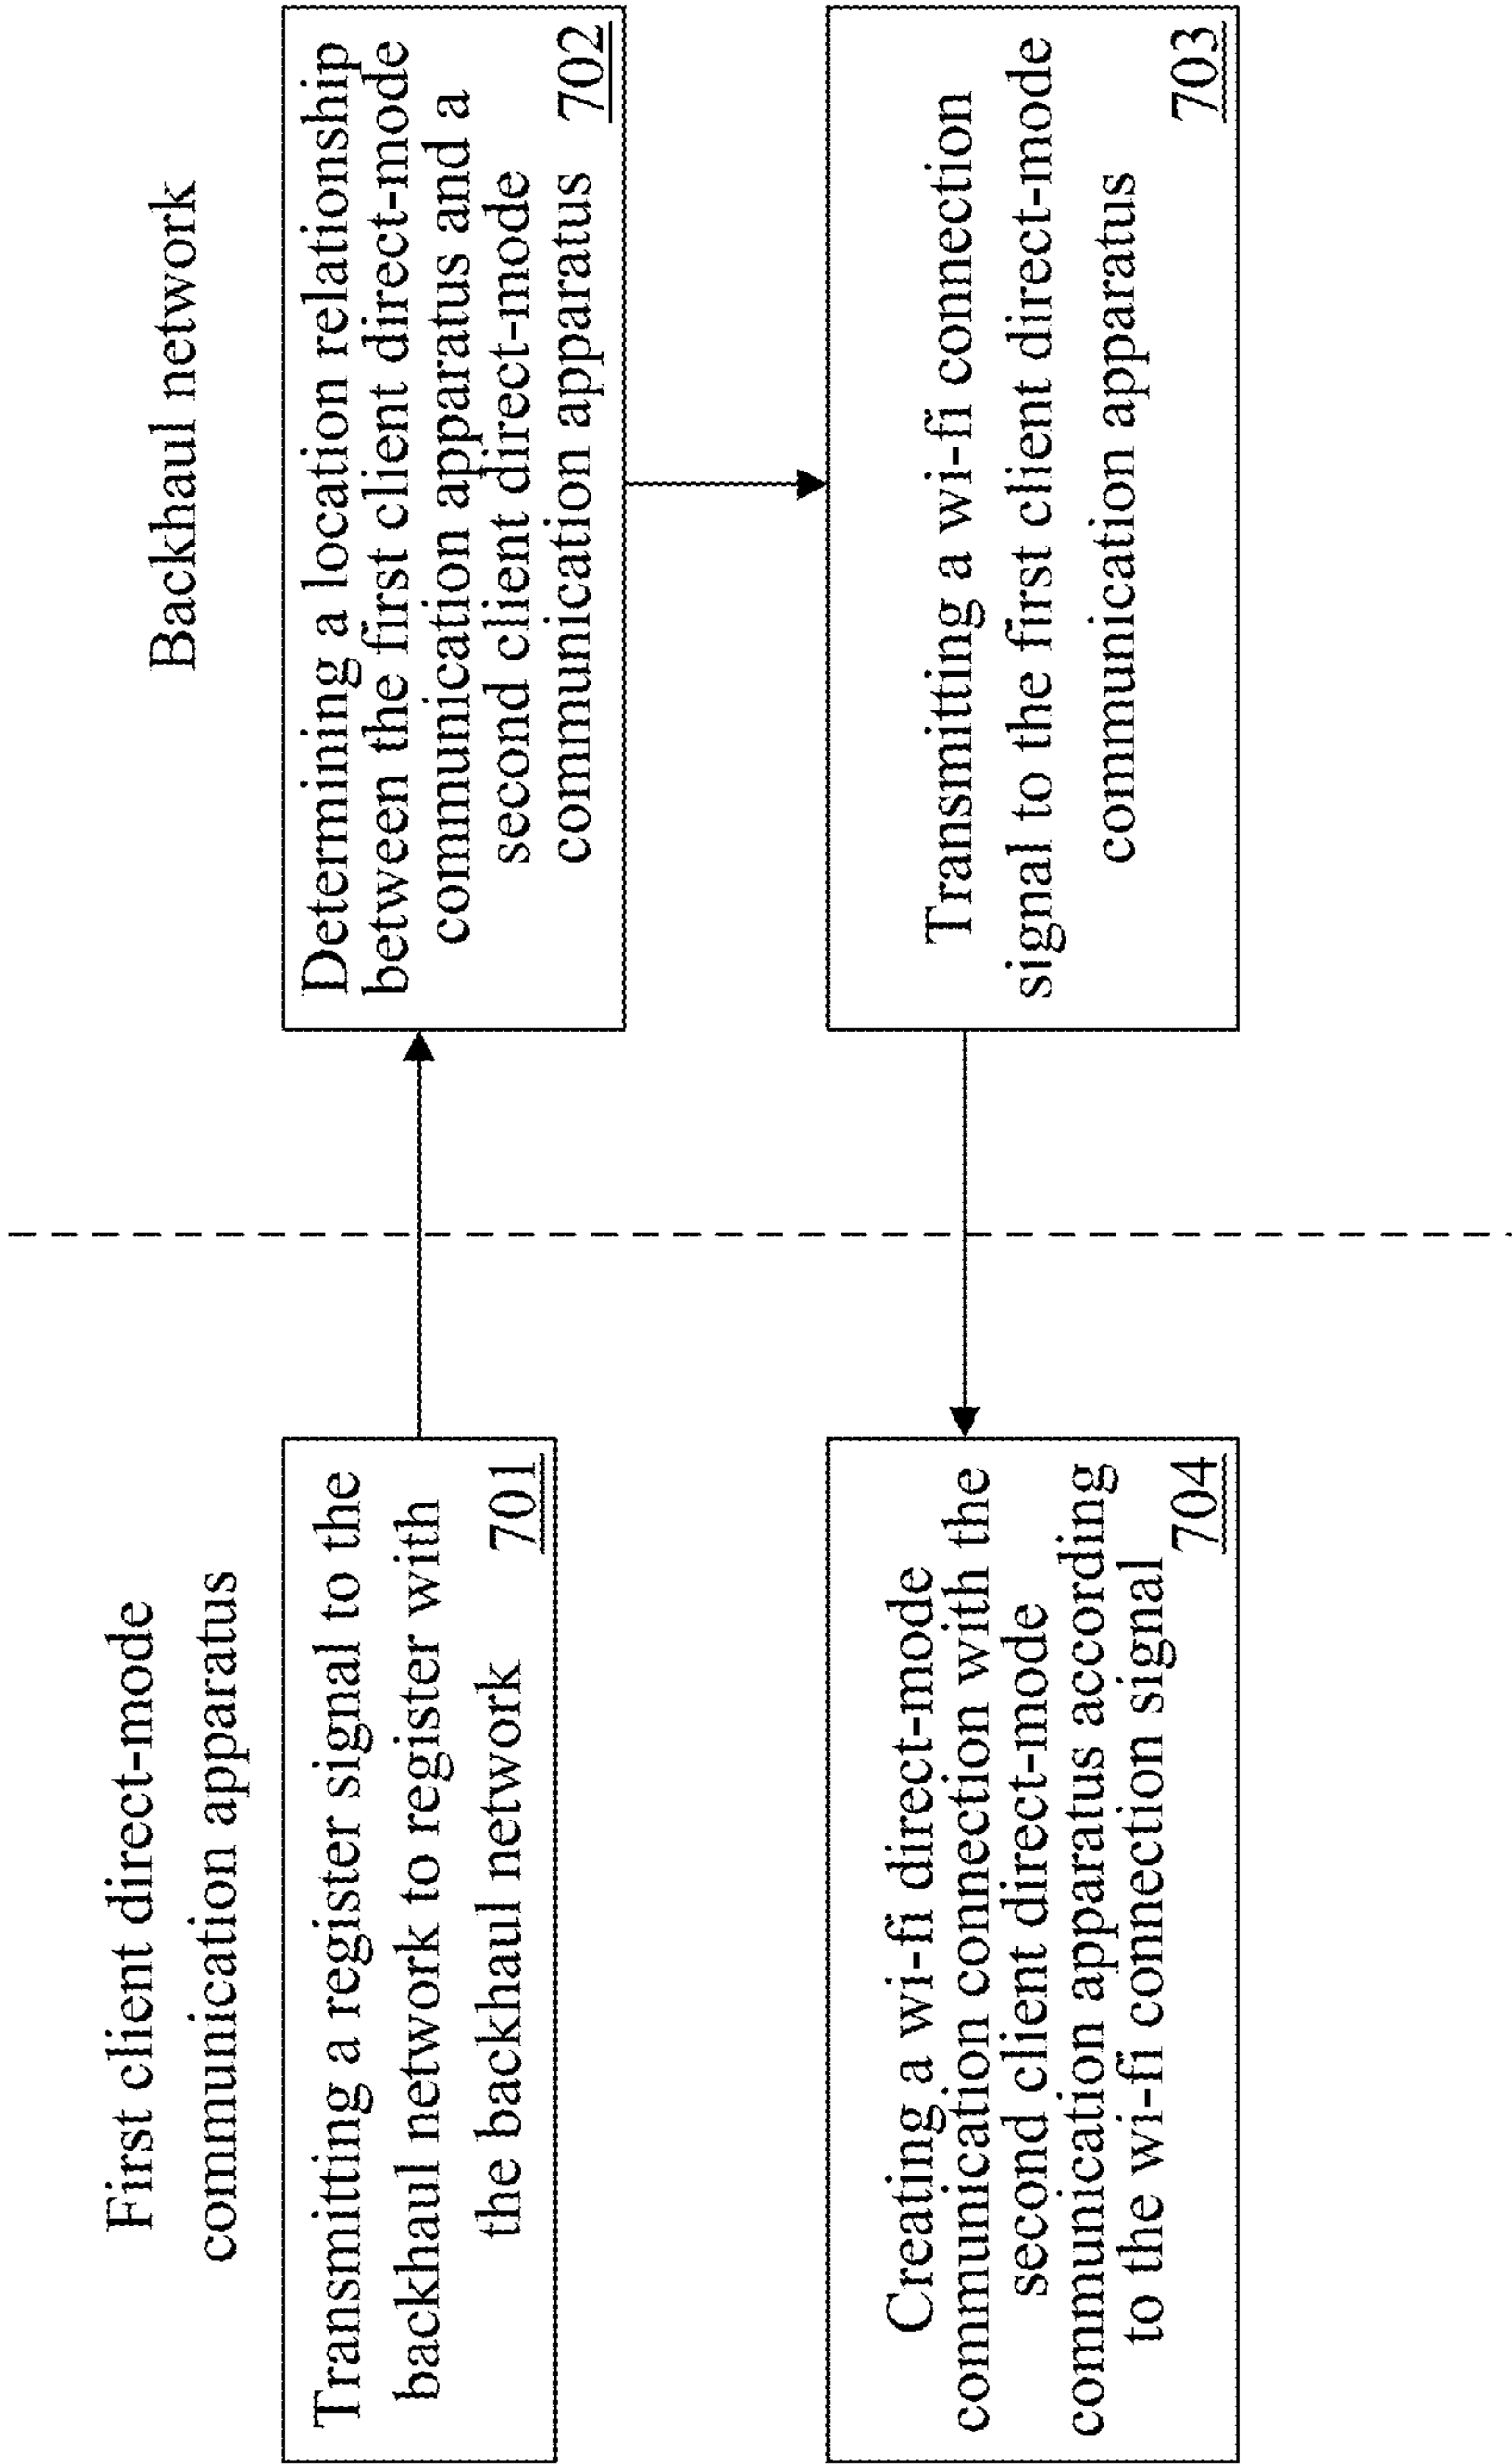 First client direct-mode
communication apparatus
Backhaul network
Transmitting a register signal to the
backhaul network to register with
the backhaul network
701
Determining a location relationship
between the first client direct-mode
communication apparatus and a
second client direct-mode
communication apparatus
702
Transmitting a wi-fi connection
signal to the first client direct-mode
communication apparatus
703
Creating a wi-fi direct-mode
communication connection with the
second client direct-mode
communication apparatus according
to the wi-fi connection signal
704